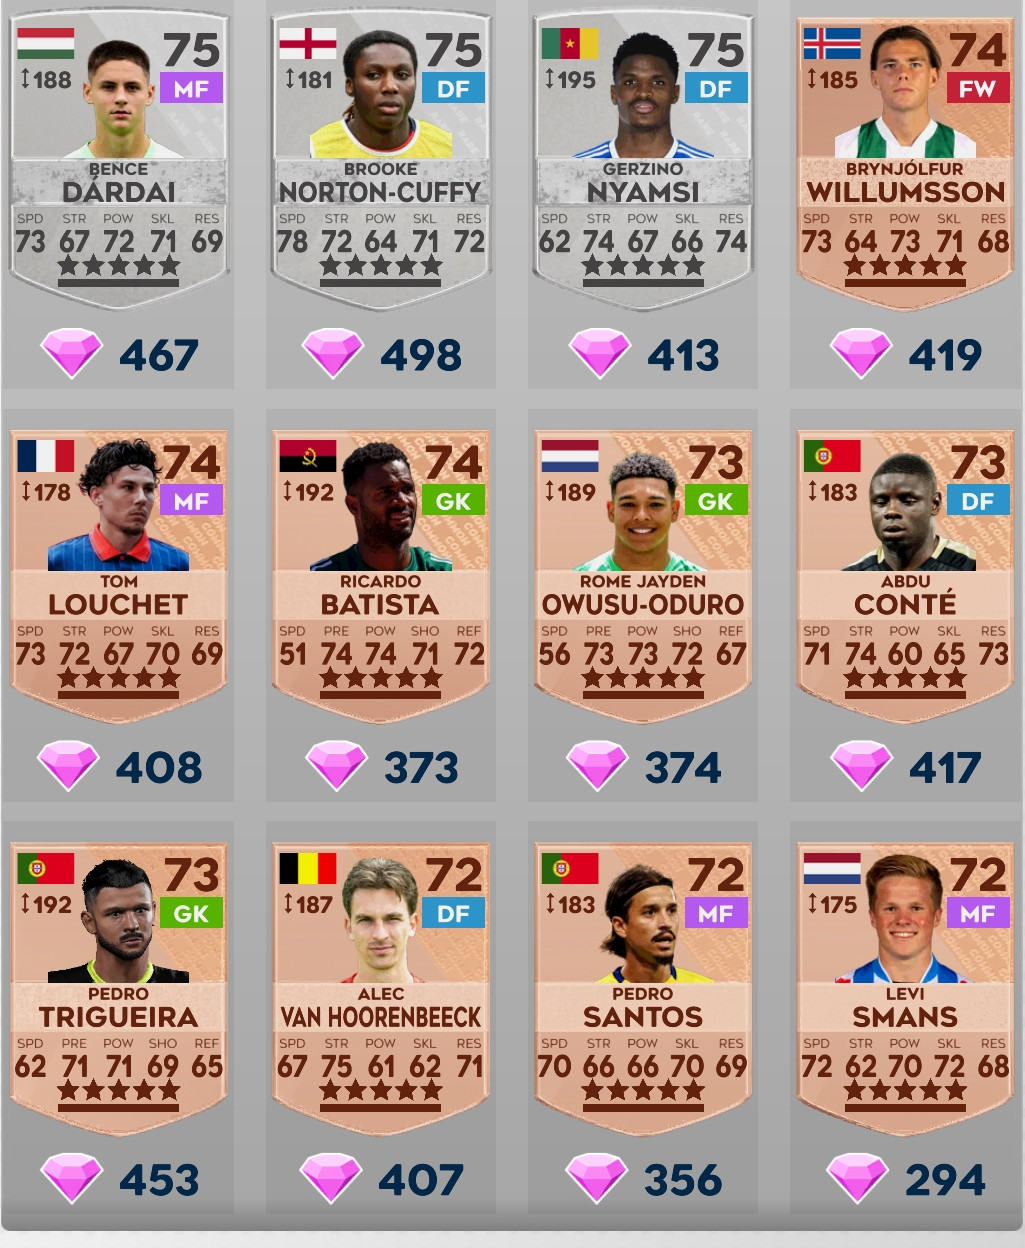 188 75
MF
BENCE
DÁRDAI
SPD STR POW SKL RES
73 67 72 71 69
467
181 75
DF
BROOKE
NORTON-CUFFY
SPD STR POW SKL RES
78 72 64 71 72
498
195 75
DF
GERZINO
NYAMSI
SPD STR POW SKL RES
62 74 67 66 74
413
185 74
FW
BRYNJÓLFUR
WILLUMSSON
SPD STR POW SKL RES
73 64 73 71 68
419
178 74
MF
TOM
LOUCHET
SPD STR POW SKL RES
73 72 67 70 69
408
192 74
GK
RICARDO
BATISTA
SPD PRE POW SHO REF
51 74 74 71 72
373
189 73
GK
ROME JAYDEN
OWUSU-ODURO
SPD PRE POW SHO REF
56 73 73 72 67
374
183 73
DF
ABDU
CONTÉ
SPD STR POW SKL RES
71 74 60 65 73
417
192 73
GK
PEDRO
TRIGUEIRA
SPD PRE POW SHO REF
62 71 71 69 65
453
187 72
DF
ALEC
VAN HOORENBEECK
SPD STR POW SKL RES
67 75 61 62 71
407
183 72
MF
PEDRO
SANTOS
SPD STR POW SKL RES
70 66 66 70 69
356
175 72
MF
LEVI
SMANS
SPD STR POW SKL RES
72 62 70 72 68
294